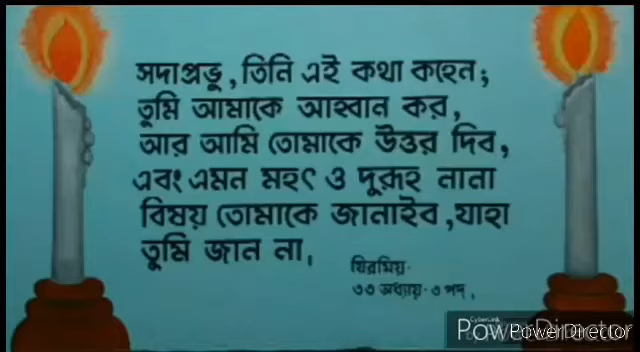 সদাপ্রভু, তিনি এই কথা কহেন;
তুমি আমাকে আহ্বান কর,
আর আমি তোমাকে উত্তর দিব,
এবং এমন মহৎ ও দুরূহ নানা
বিষয় তোমাকে জানাইব, যাহা
তুমি জান না,
যিরমিয়.
৩৩ অধ্যায়. ৩ পদ,
CyberLink
PowerDirector